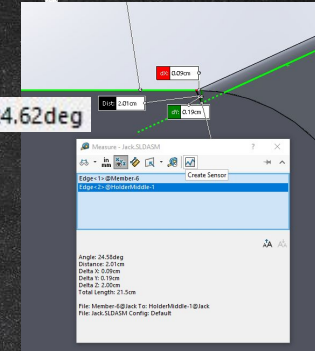 dX: 0.09cm
Dist: 2.01cm
dY: 0.19cm
4.62deg
Measure - Jack.SLDASM
? X
in
Create Sensor
Edge<1>@Member-6
Edge<2>@HolderMiddle-1
Angle: 24.58deg
Distance: 2.01cm
Delta X: 0.09cm
Delta Y: 0.19cm
Delta Z: 2.00cm
Total Length: 21.5cm
File: Member-6@Jack To: HolderMiddle-1@Jack
File: Jack.SLDASM Config: Default